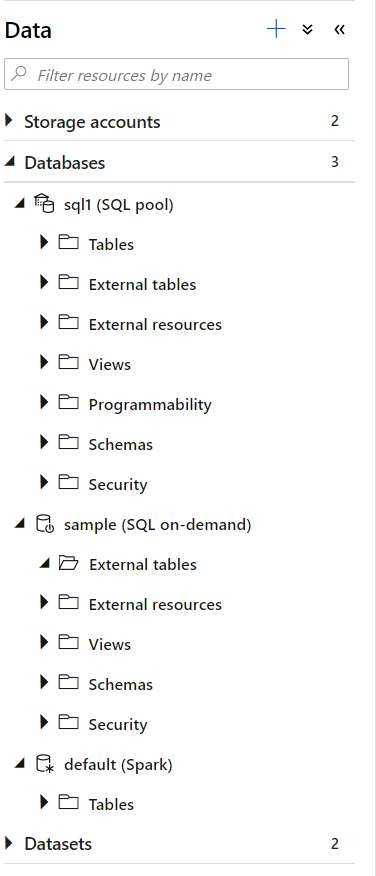 Data
Filter resources by name
Storage accounts 2
Databases 3
sql1 (SQL pool)
Tables
External tables
External resources
Views
Programmability
Schemas
Security
sample (SQL on-demand)
External tables
External resources
Views
Schemas
Security
default (Spark)
Tables
Datasets 2